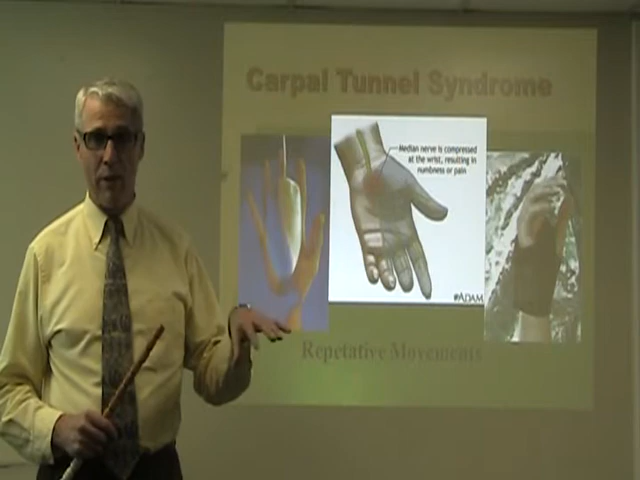 Carpal Tunnel Syndrome
Median nerve is compressed
at the wrist, resulting in
numbness or pain
ADAM
Repetative Movements